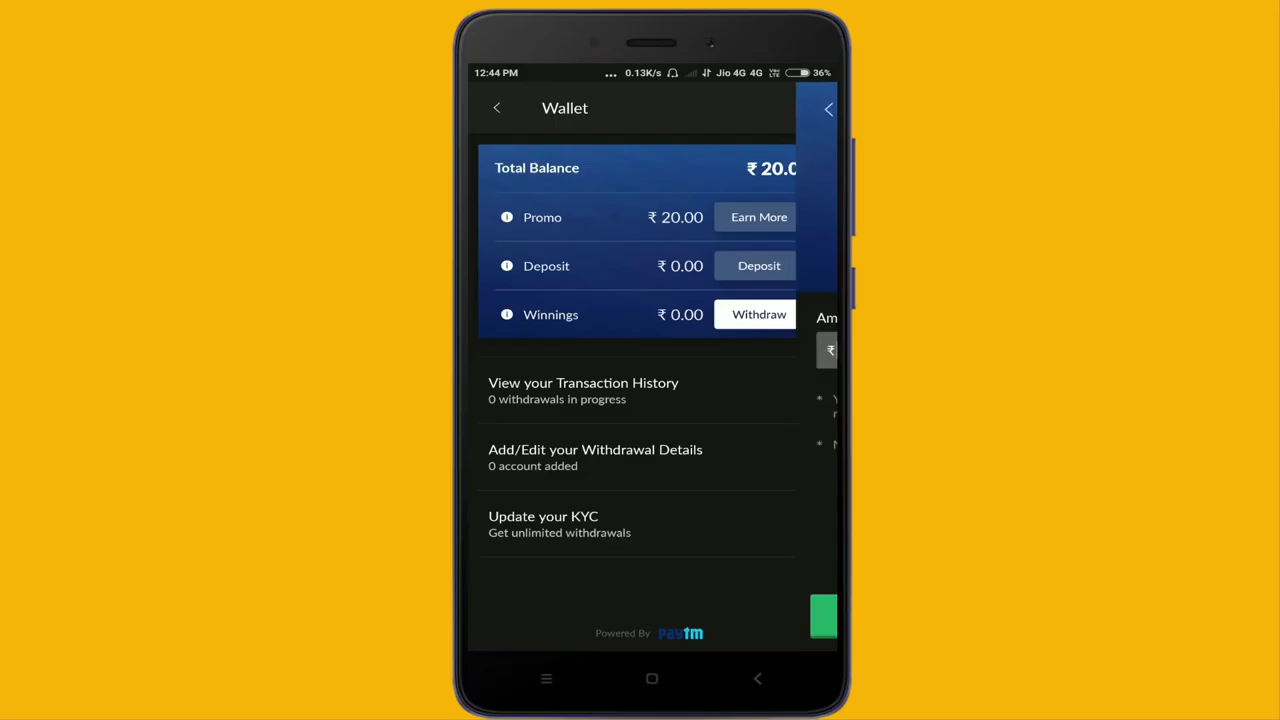 12:44 PM ... 0.13K/s Jio 4G 4G VoLTE 36%
Wallet
Total Balance ₹ 20.0
Promo ₹ 20.00 Earn More
Deposit ₹ 0.00 Deposit
Winnings ₹ 0.00 Withdraw
Am
₹
View your Transaction History
0 withdrawals in progress
* Y
Add/Edit your Withdrawal Details
0 account added
* N
Update your KYC
Get unlimited withdrawals
Powered By paytm